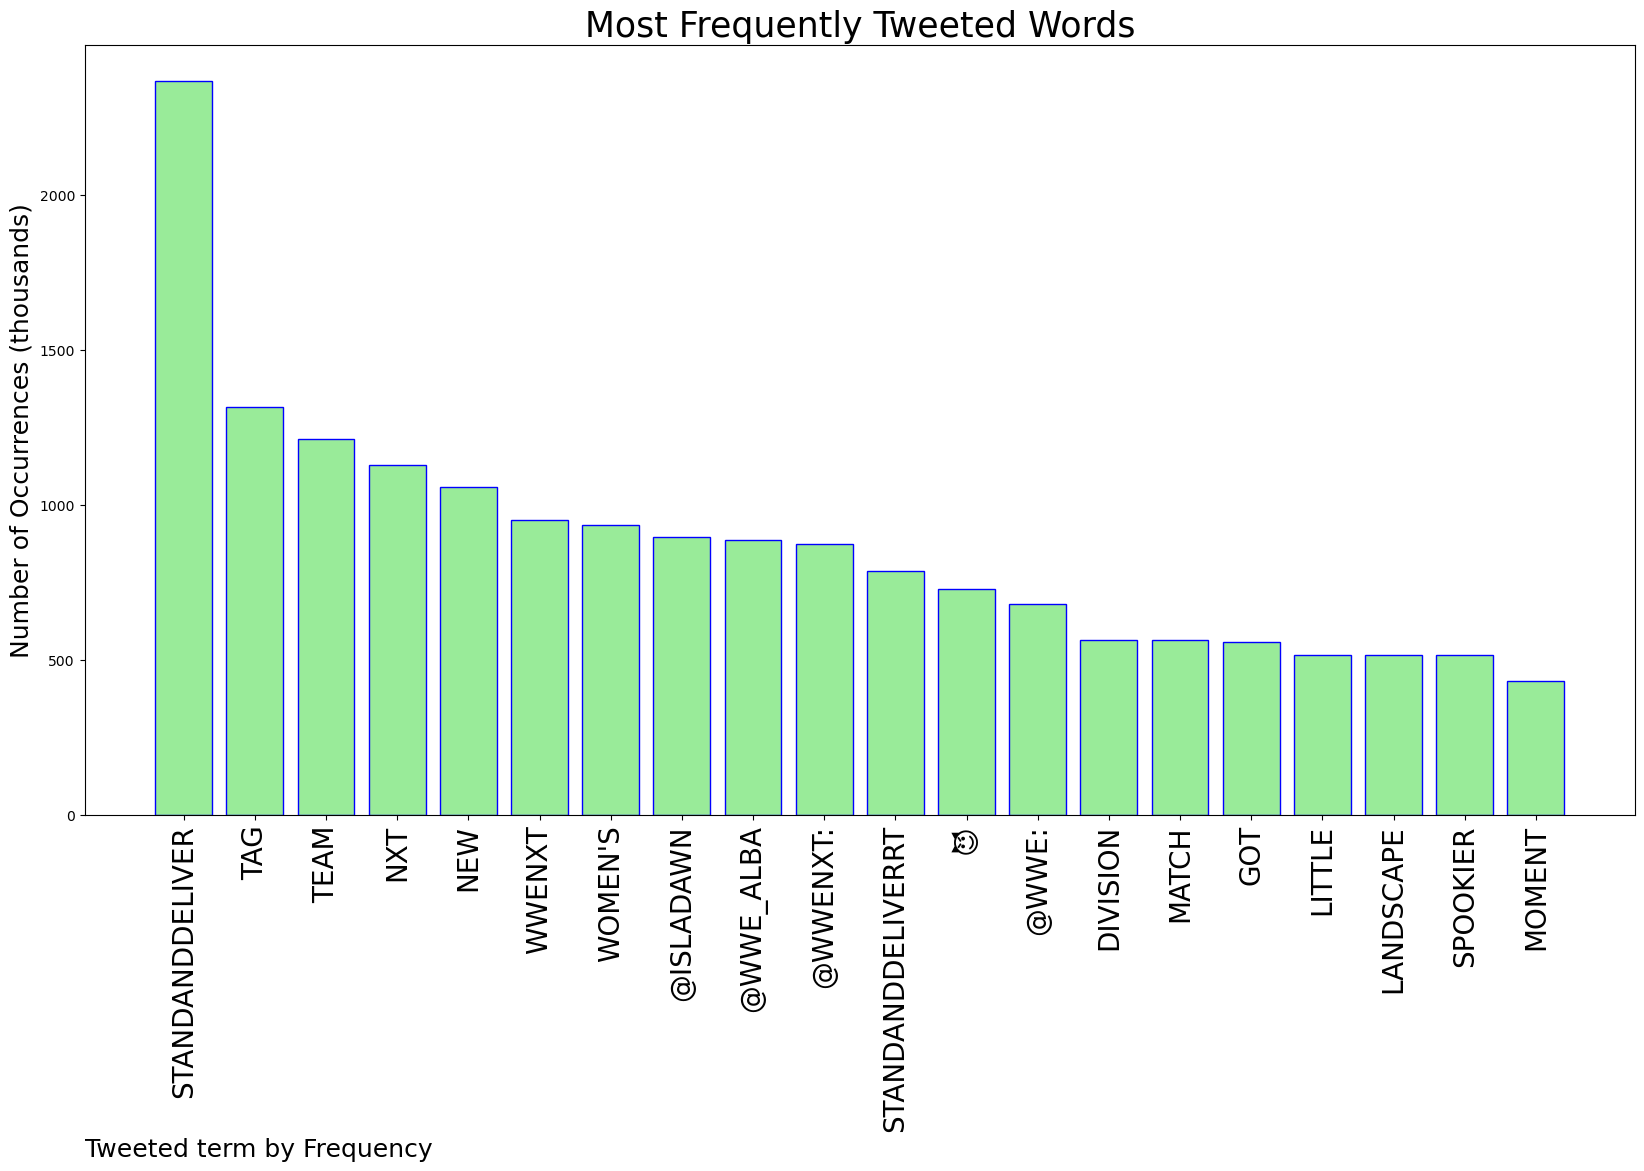 Most Frequently Tweeted Words
Number of Occurrences (thousands)
2000
1500
1000
500
0
STANDANDDELIVER
TAG
TEAM
NXT
NEW
WWENXT
WOMEN'S
@ISLADAWN
@WWE_ALBA
@WWENXT:
STANDANDDELIVERRT
😈
@WWE:
DIVISION
MATCH
GOT
LITTLE
LANDSCAPE
SPOOKIER
MOMENT
Tweeted term by Frequency